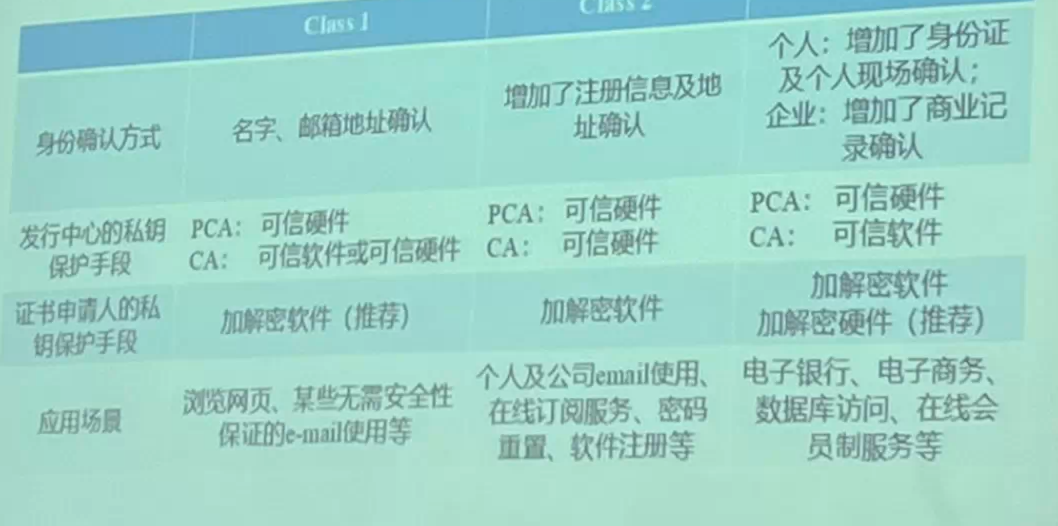 Class 1
Class 2
身份确认方式
名字、邮箱地址确认
增加了注册信息及地
址确认
个人：增加了身份证
及个人现场确认；
企业：增加了商业记
录确认
发行中心的私钥
保护手段
PCA：可信硬件
CA：可信软件或可信硬件
PCA：可信硬件
CA：可信硬件
PCA：可信硬件
CA：可信软件
证书申请人的私
钥保护手段
加解密软件（推荐）
加解密软件
加解密软件
加解密硬件（推荐）
应用场景
浏览网页、某些无需安全性
保证的e-mail使用等
个人及公司email使用、
在线订阅服务、密码
重置、软件注册等
电子银行、电子商务、
数据库访问、在线会
员制服务等